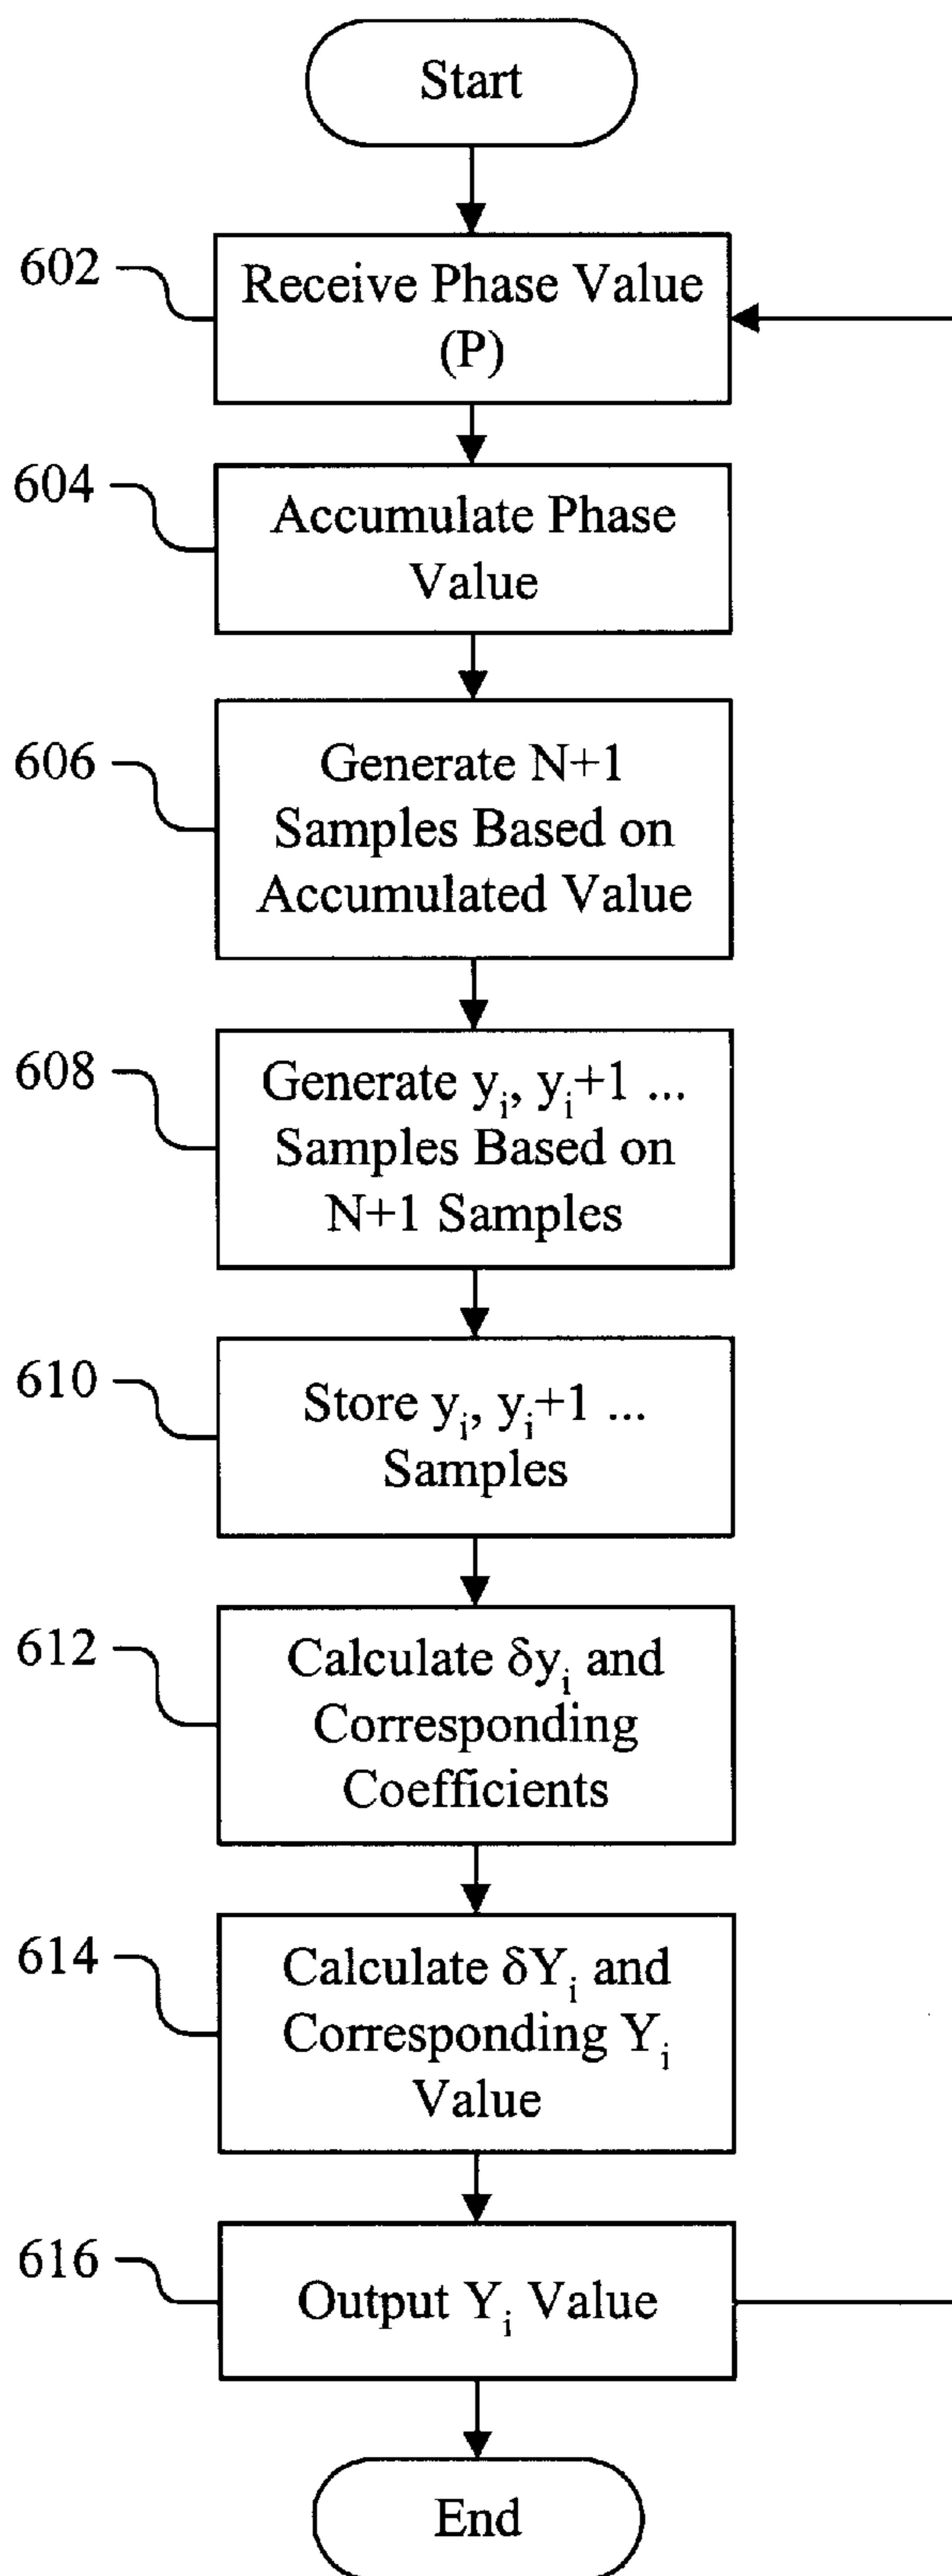 Start
602
Receive Phase Value
(P)
604
Accumulate Phase
Value
606
Generate N+1
Samples Based on
Accumulated Value
608
Generate yᵢ, yᵢ+1 ...
Samples Based on
N+1 Samples
610
Store yᵢ, yᵢ+1 ...
Samples
612
Calculate δyᵢ and
Corresponding
Coefficients
614
Calculate δYᵢ and
Corresponding Yᵢ
Value
616
Output Yᵢ Value
End